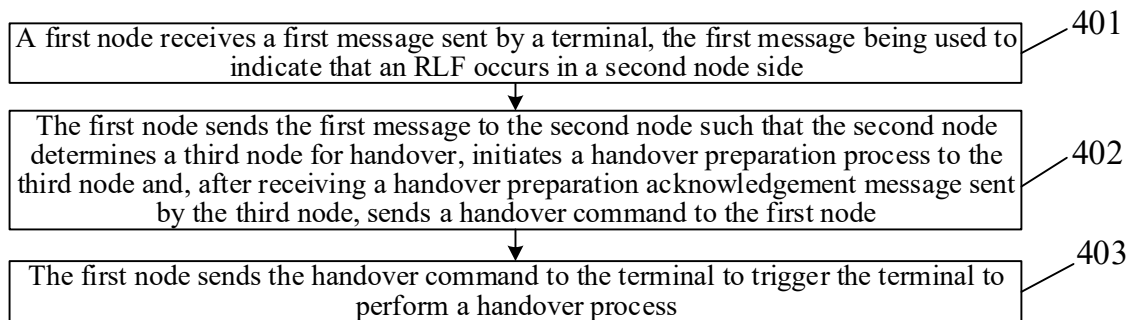 A first node receives a first message sent by a terminal, the first message being used to
indicate that an RLF occurs in a second node side
401
The first node sends the first message to the second node such that the second node
determines a third node for handover, initiates a handover preparation process to the
third node and, after receiving a handover preparation acknowledgement message sent
by the third node, sends a handover command to the first node
402
The first node sends the handover command to the terminal to trigger the terminal to
perform a handover process
403